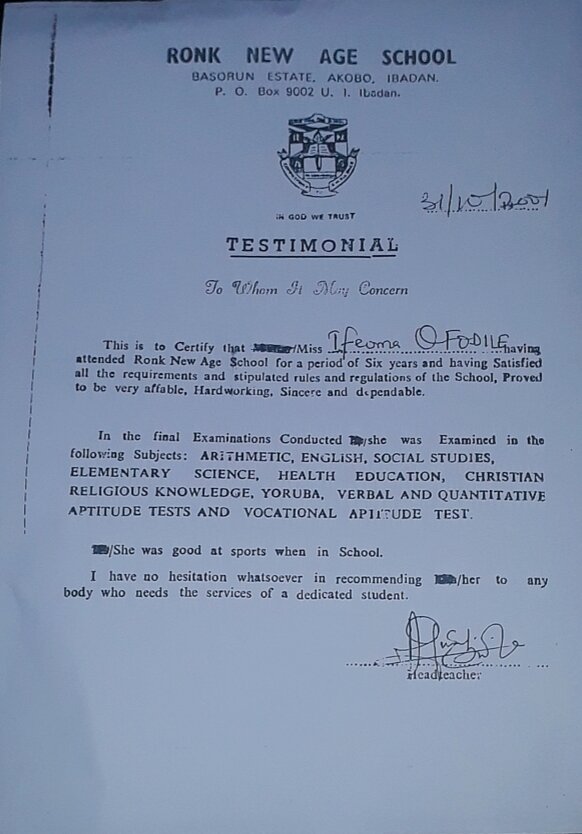 RONK NEW AGE SCHOOL
BASORUN ESTATE, AKOBO, IBADAN.
P. O. Box 9002 U. I. Ibadan.
31/10/2001
IN GOD WE TRUST
TESTIMONIAL
To Whom It May Concern
This is to Certify that /Miss Ifeoma OFODILE having
attended Ronk New Age School for a period of Six years and having Satisfied
all the requirements and stipulated rules and regulations of the School, Proved
to be very affable, Hardworking, Sincere and dependable.
In the final Examinations Conducted /she was Examined in the
following Subjects: ARITHMETIC, ENGLISH, SOCIAL STUDIES,
ELEMENTARY SCIENCE, HEALTH EDUCATION, CHRISTIAN
RELIGIOUS KNOWLEDGE, YORUBA, VERBAL AND QUANTITATIVE
APTITUDE TESTS AND VOCATIONAL APTITUDE TEST.
/She was good at sports when in School.
I have no hesitation whatsoever in recommending /her to any
body who needs the services of a dedicated student.
Headteacher